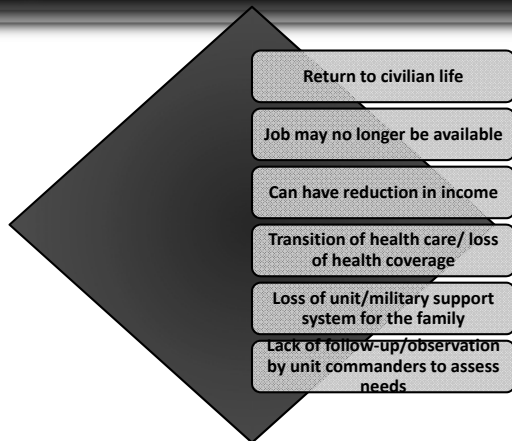 Return to civilian life
Job may no longer be available
Can have reduction in income
Transition of health care/ loss
of health coverage
Loss of unit/military support
system for the family
Lack of follow-up/observation
by unit commanders to assess
needs